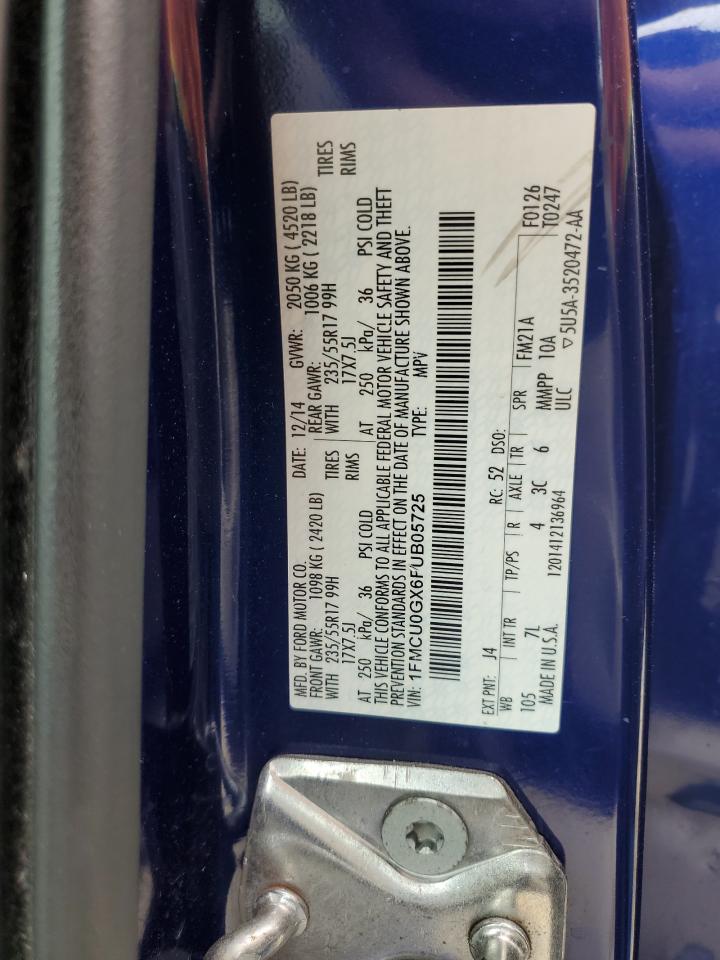 MFD. BY FORD MOTOR CO. DATE: 12/14 GVWR: 2050 KG ( 4520 LB)
FRONT GAWR: 1098 KG ( 2420 LB) REAR GAWR: 1006 KG ( 2218 LB)
WITH 235/55R17 99H TIRES WITH 235/55R17 99H TIRES
17X7.5J RIMS 17X7.5J RIMS
AT 250 kPa/ 36 PSI COLD AT 250 kPa/ 36 PSI COLD
THIS VEHICLE CONFORMS TO ALL APPLICABLE FEDERAL MOTOR VEHICLE SAFETY AND THEFT
PREVENTION STANDARDS IN EFFECT ON THE DATE OF MANUFACTURE SHOWN ABOVE.
VIN: 1FMCU0GX6FUB05725 TYPE: MPV
F0126
EXT PNT: J4 RC: 52 DSO: T0247
WB INT TR TP/PS R AXLE TR SPR FM21A
105 7L 4 3C 6 MMPP 10A
MADE IN U.S.A. 1201412136964 ULC ▽5U5A-3520472-AA